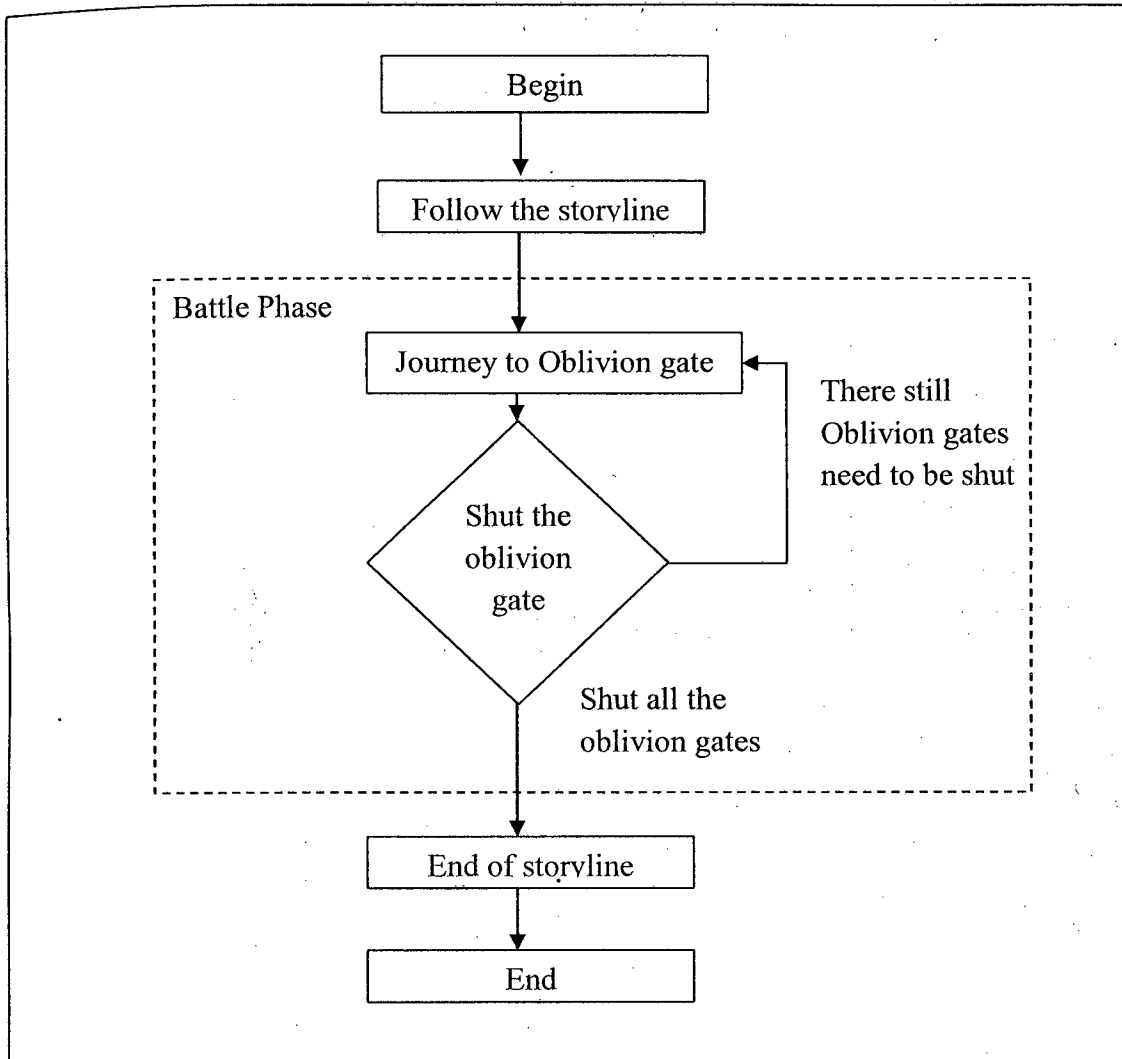 Begin
Follow the storyline
Battle Phase
Journey to Oblivion gate
There still
Oblivion gates
need to be shut
Shut the
oblivion
gate
Shut all the
oblivion gates
End of storyline
End